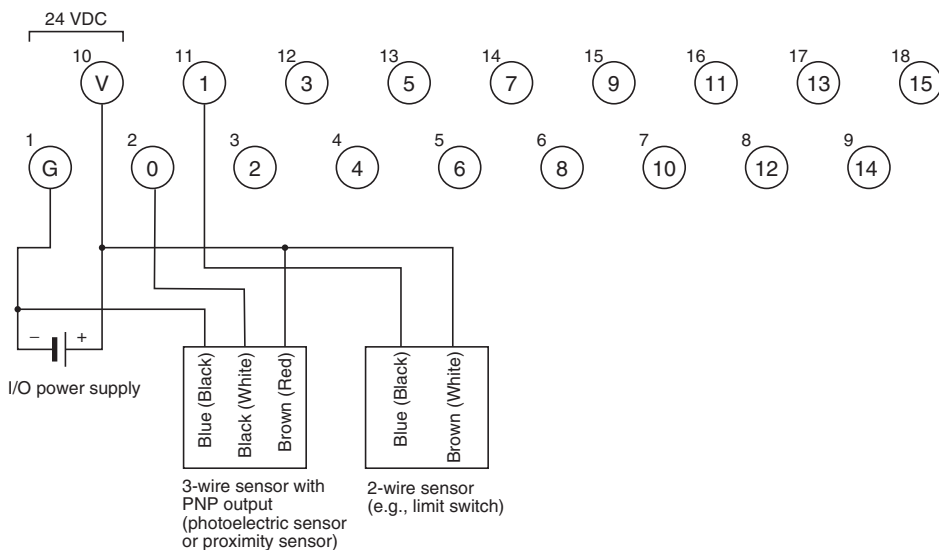 24 VDC
10 11 12 13 14 15 16 17 18
V 1 3 5 7 9 11 13 15
1 2 3 4 5 6 7 8 9
G 0 2 4 6 8 10 12 14
− +
I/O power supply
Blue (Black)
Black (White)
Brown (Red)
Blue (Black)
Brown (White)
3-wire sensor with
PNP output
(photoelectric sensor
or proximity sensor)
2-wire sensor
(e.g., limit switch)